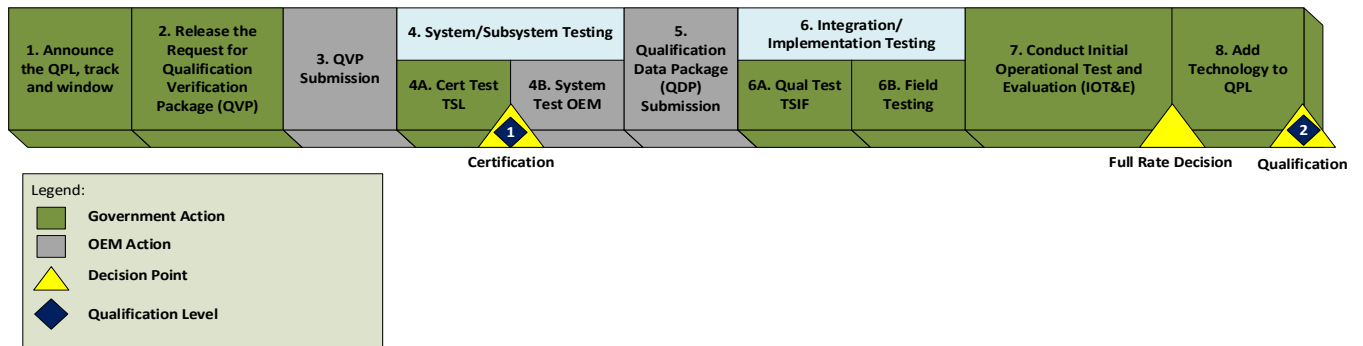 1. Announce
the QPL, track
and window
2. Release the
Request for
Qualification
Verification
Package (QVP)
3. QVP
Submission
4. System/Subsystem Testing
4A. Cert Test
TSL
4B. System
Test OEM
5.
Qualification
Data Package
(QDP)
Submission
6. Integration/
Implementation Testing
6A. Qual Test
TSIF
6B. Field
Testing
7. Conduct Initial
Operational Test and
Evaluation (IOT&E)
8. Add
Technology to
QPL
1
Certification
Full Rate Decision
2
Qualification
Legend:
Government Action
OEM Action
Decision Point
Qualification Level